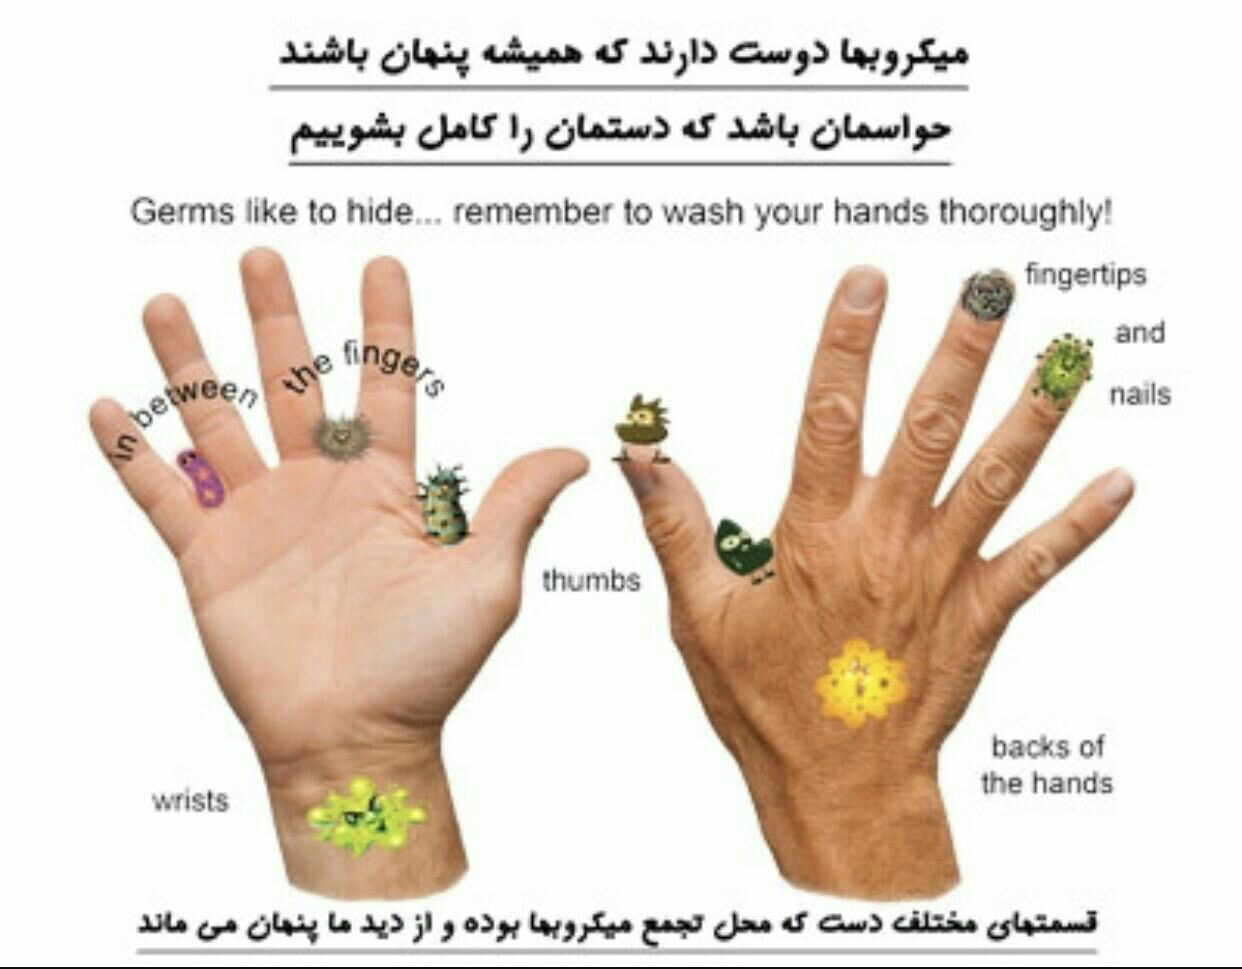 میکروبها دوست دارند که همیشه پنهان باشند
حواسمان باشد که دستمان را کامل بشوییم
Germs like to hide... remember to wash your hands thoroughly!
in between the fingers
fingertips
and
nails
thumbs
backs of
the hands
wrists
قسمتهای مختلف دست که محل تجمع میکروبها بوده و از دید ما پنهان می ماند